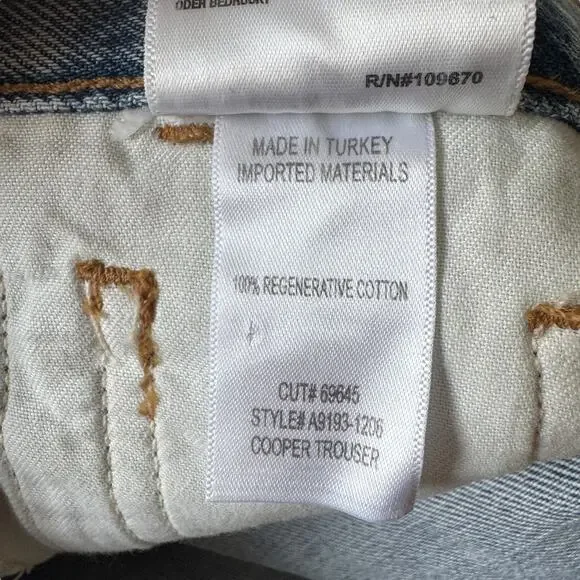 ODER BEDRUCKT
R/N#109670
MADE IN TURKEY
IMPORTED MATERIALS
100% REGENERATIVE COTTON
CUT# 69645
STYLE# A9193-1206
COOPER TROUSER